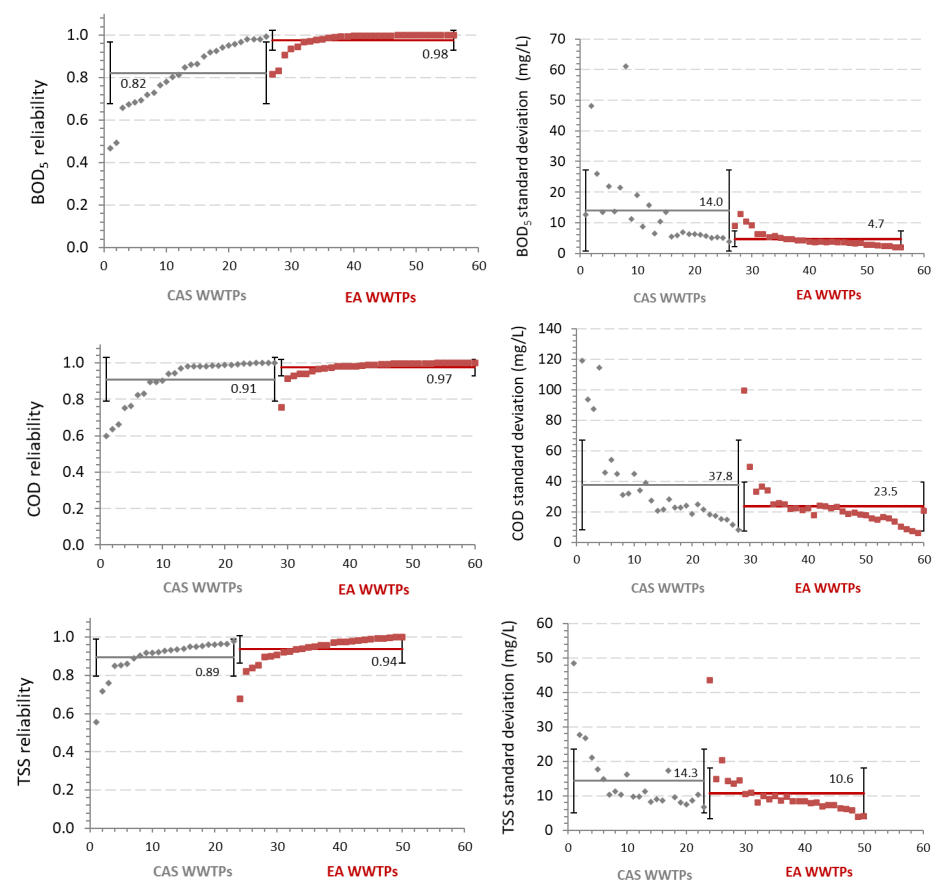 BOD5 reliability
1.0
0.8
0.6
0.4
0.2
0.0
0.82
0.98
0 10 20 30 40 50 60
CAS WWTPs EA WWTPs
BOD5 standard deviation (mg/L)
70
60
50
40
30
20
10
0
14.0
4.7
0 10 20 30 40 50 60
CAS WWTPs EA WWTPs
COD reliability
1.0
0.8
0.6
0.4
0.2
0.0
0.91
0.97
0 10 20 30 40 50 60
CAS WWTPs EA WWTPs
COD standard deviation (mg/L)
140
120
100
80
60
40
20
0
37.8
23.5
0 10 20 30 40 50 60
CAS WWTPs EA WWTPs
TSS reliability
1.0
0.8
0.6
0.4
0.2
0.0
0.89
0.94
0 10 20 30 40 50 60
CAS WWTPs EA WWTPs
TSS standard deviation (mg/L)
60
50
40
30
20
10
0
14.3
10.6
0 10 20 30 40 50 60
CAS WWTPs EA WWTPs